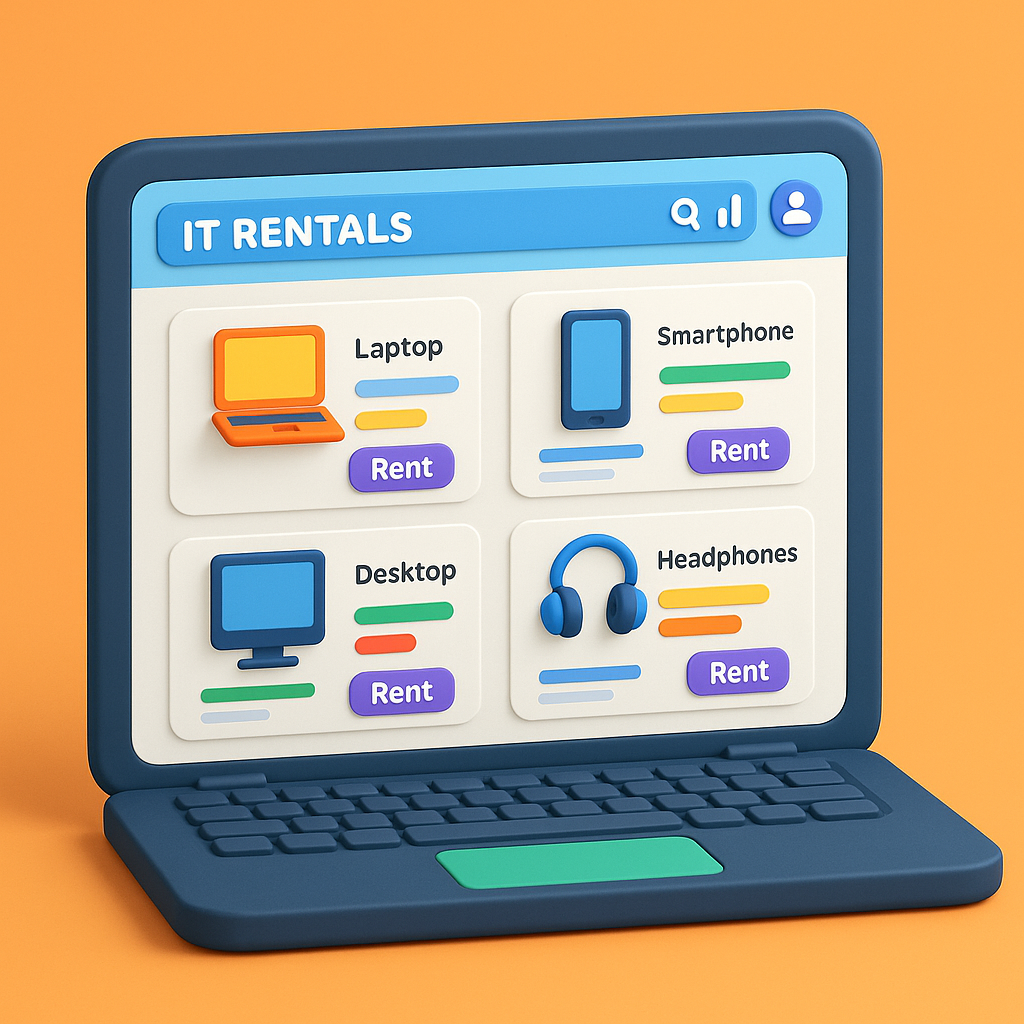 IT RENTALS
Laptop
Rent
Smartphone
Rent
Desktop
Rent
Headphones
Rent